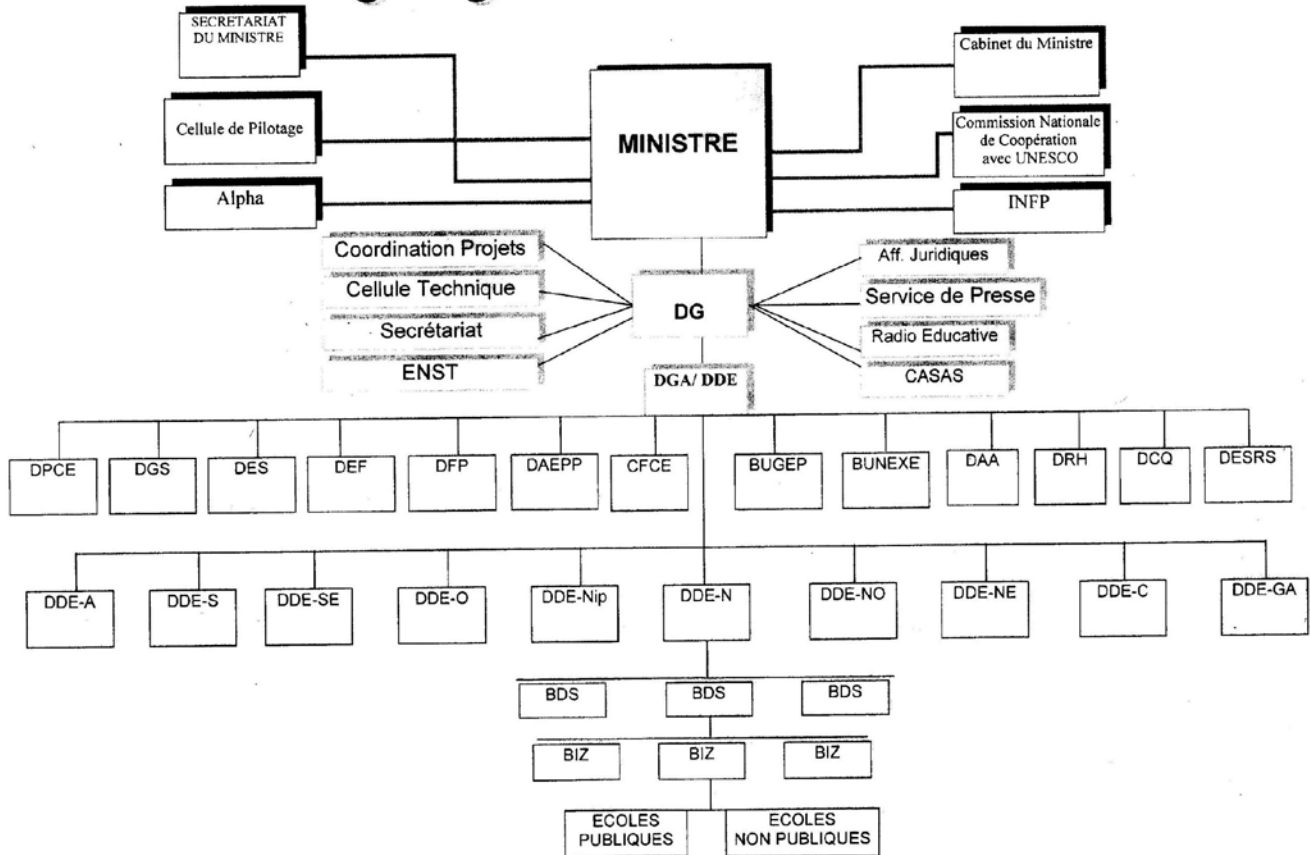 SECRETARIAT
DU MINISTRE
Cabinet du Ministre
Cellule de Pilotage
MINISTRE
Commission Nationale
de Coopération
avec UNESCO
Alpha
INFP
Coordination Projets
Cellule Technique
Secrétariat
ENST
DG
Aff. Juridiques
Service de Presse
Radio Educative
CASAS
DGA/ DDE
DPCE
DGS
DES
DEF
DFP
DAEPP
CFCE
BUGEP
BUNEXE
DAA
DRH
DCQ
DESRS
DDE-A
DDE-S
DDE-SE
DDE-O
DDE-Nip
DDE-N
DDE-NO
DDE-NE
DDE-C
DDE-GA
BDS
BDS
BDS
BIZ
BIZ
BIZ
ECOLES
PUBLIQUES
ECOLES
NON PUBLIQUES